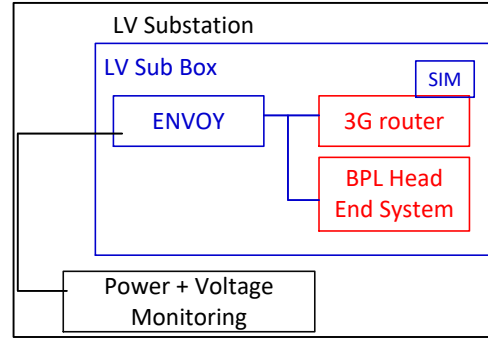 LV Substation
LV Sub Box
SIM
ENVOY
3G router
BPL Head
End System
Power + Voltage
Monitoring